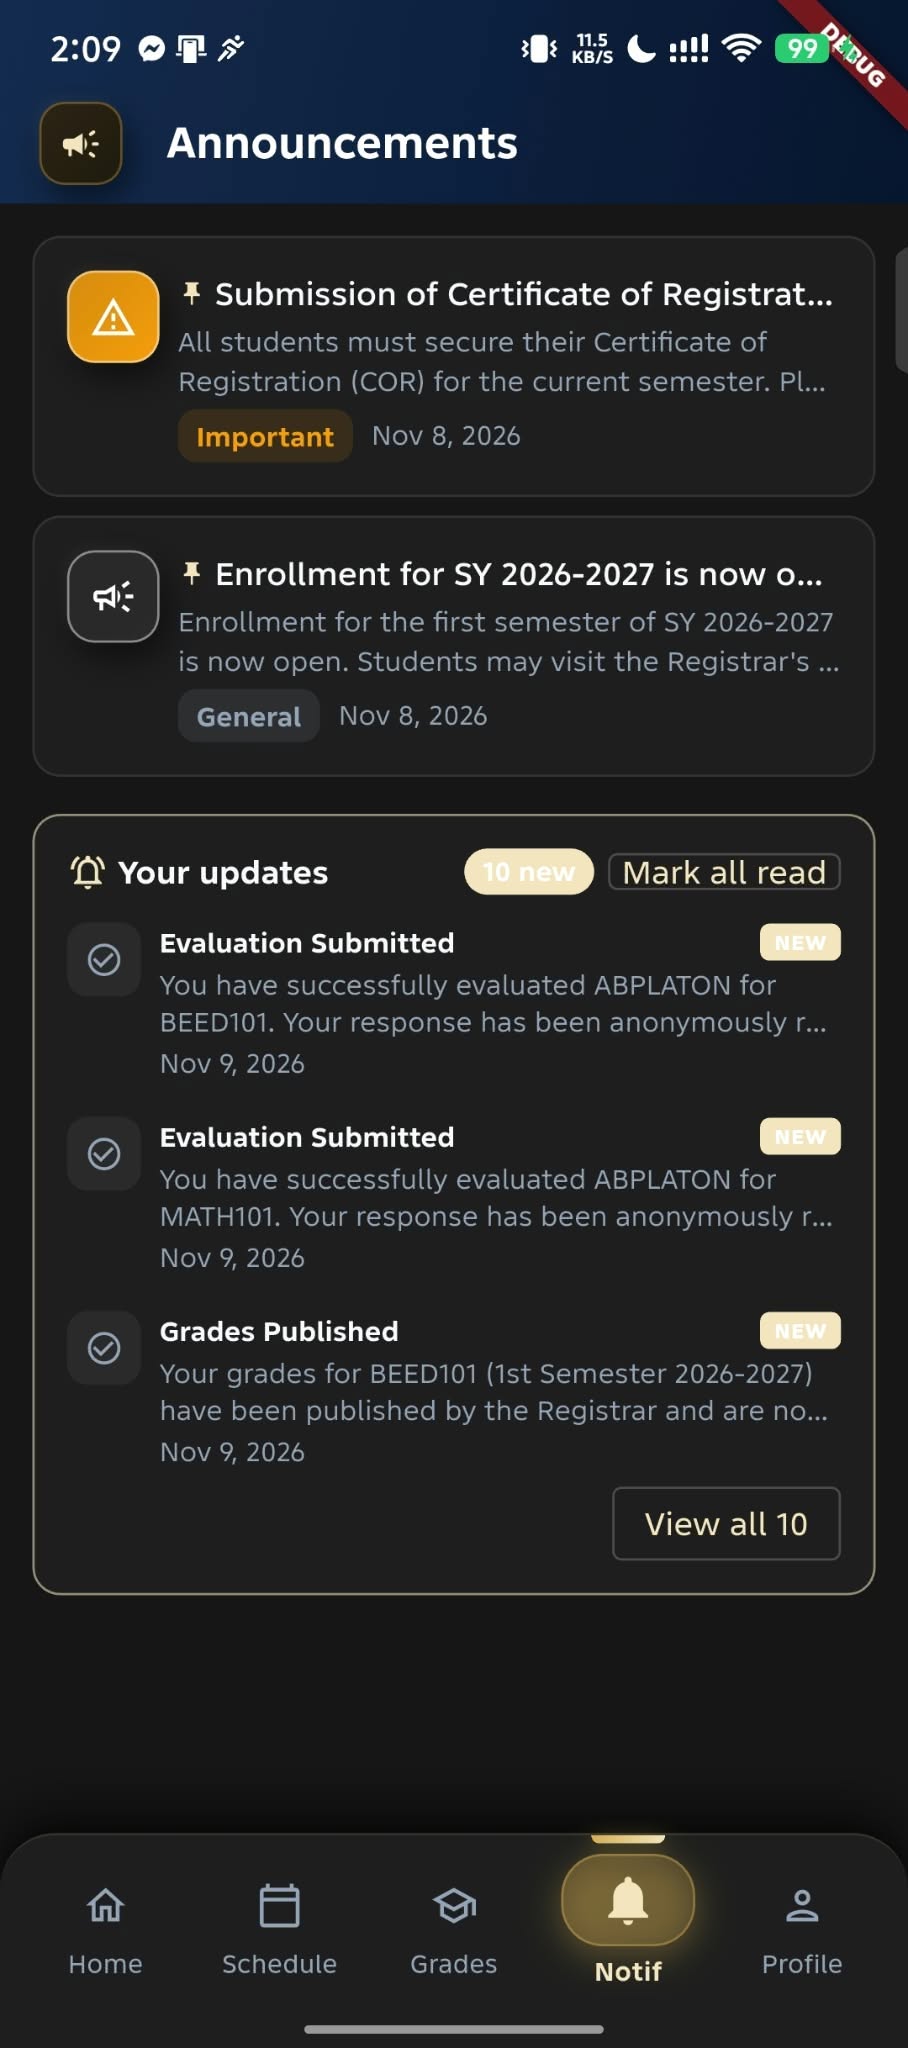 2:09
11.5
KB/S
99
DEBUG
Announcements
Submission of Certificate of Registrat...
All students must secure their Certificate of
Registration (COR) for the current semester. Pl...
Important Nov 8, 2026
Enrollment for SY 2026-2027 is now o...
Enrollment for the first semester of SY 2026-2027
is now open. Students may visit the Registrar's ...
General Nov 8, 2026
Your updates 10 new Mark all read
Evaluation Submitted NEW
You have successfully evaluated ABPLATON for
BEED101. Your response has been anonymously r...
Nov 9, 2026
Evaluation Submitted NEW
You have successfully evaluated ABPLATON for
MATH101. Your response has been anonymously r...
Nov 9, 2026
Grades Published NEW
Your grades for BEED101 (1st Semester 2026-2027)
have been published by the Registrar and are no...
Nov 9, 2026
View all 10
Home Schedule Grades Notif Profile